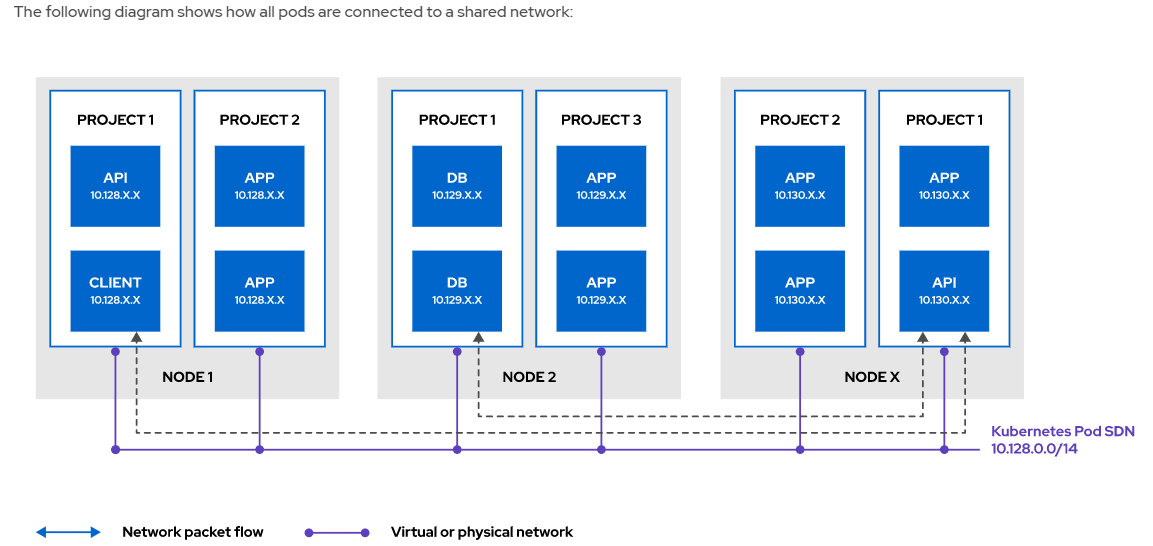 The following diagram shows how all pods are connected to a shared network:
PROJECT 1
API
10.128.X.X
CLIENT
10.128.X.X
PROJECT 2
APP
10.128.X.X
APP
10.128.X.X
NODE 1
PROJECT 1
DB
10.129.X.X
DB
10.129.X.X
PROJECT 3
APP
10.129.X.X
APP
10.129.X.X
NODE 2
PROJECT 2
APP
10.130.X.X
APP
10.130.X.X
PROJECT 1
APP
10.130.X.X
API
10.130.X.X
NODE X
Kubernetes Pod SDN
10.128.0.0/14
Network packet flow
Virtual or physical network